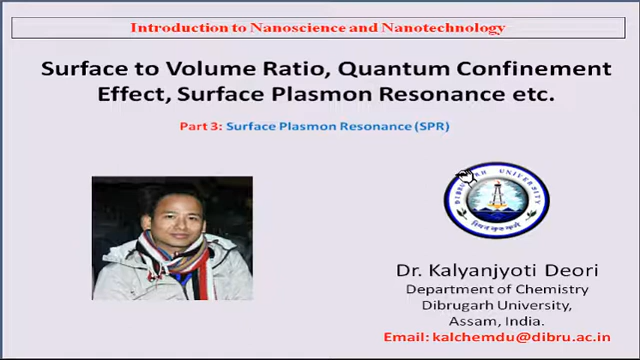 Introduction to Nanoscience and Nanotechnology
Surface to Volume Ratio, Quantum Confinement
Effect, Surface Plasmon Resonance etc.
Part 3: Surface Plasmon Resonance (SPR)
UNIVERSITY
Dr. Kalyanjyoti Deori
Department of Chemistry
Dibrugarh University,
Assam, India.
Email: kalchemdu@dibru.ac.in